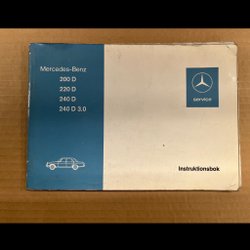 Mercedes-Benz
200 D
220 D
240 D
240 D 3.0
service
Instruktionsbok